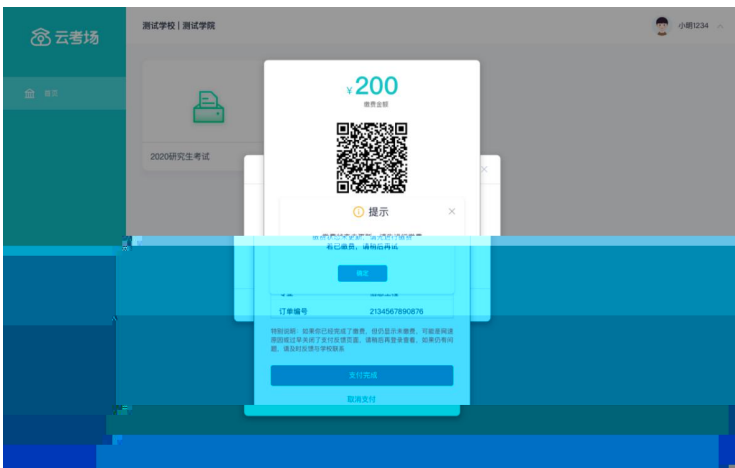 云考场
测试学校 | 测试学院
小明1234
首页
2020研究生考试
¥200
缴费金额
提示
若已缴费，请稍后再试
确定
订单编号
2134567890876
特别说明：如果你已经完成了缴费，但仍显示未缴费，可能是网速
原因或过早关闭了支付反馈页面，请稍后再登录查看，如果仍有问
题，请及时反馈与学校联系
支付完成
取消支付